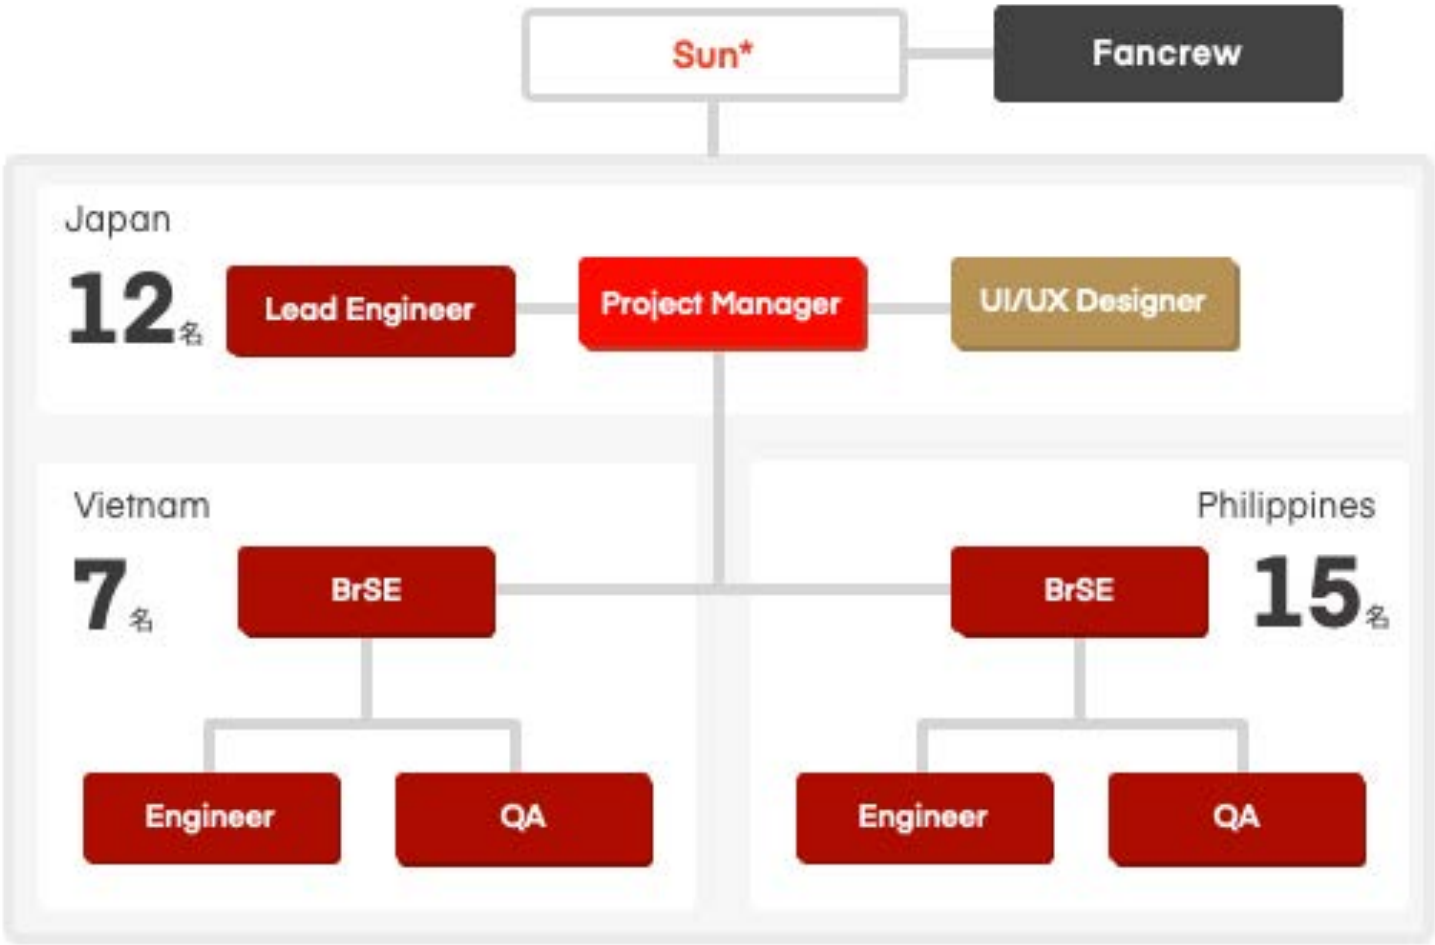 Sun*
Fancrew
Japan
12名
Lead Engineer
Project Manager
UI/UX Designer
Vietnam
7名
BrSE
Engineer
QA
Philippines
15名
BrSE
Engineer
QA